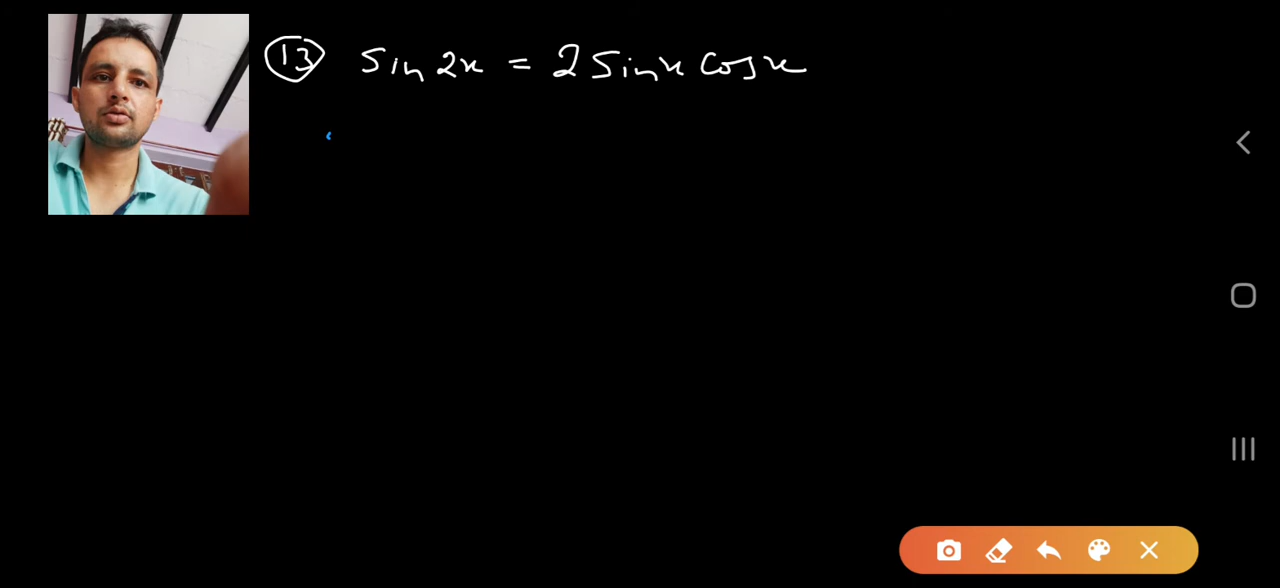 13 Sin 2x = 2 Sinx Cosx